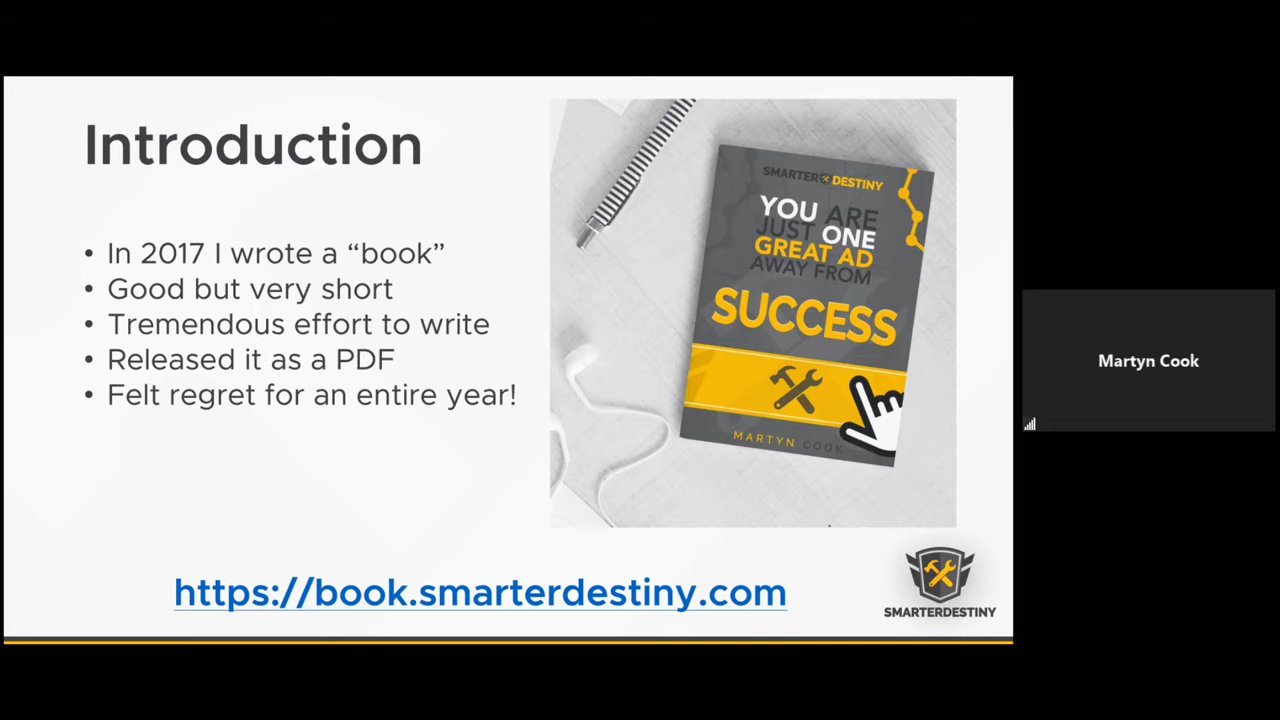 Introduction
• In 2017 I wrote a “book”
• Good but very short
• Tremendous effort to write
• Released it as a PDF
• Felt regret for an entire year!
SMARTER DESTINY
YOU ARE
JUST ONE
GREAT AD
AWAY FROM
SUCCESS
MARTYN COOK
https://book.smarterdestiny.com
SMARTERDESTINY
Martyn Cook